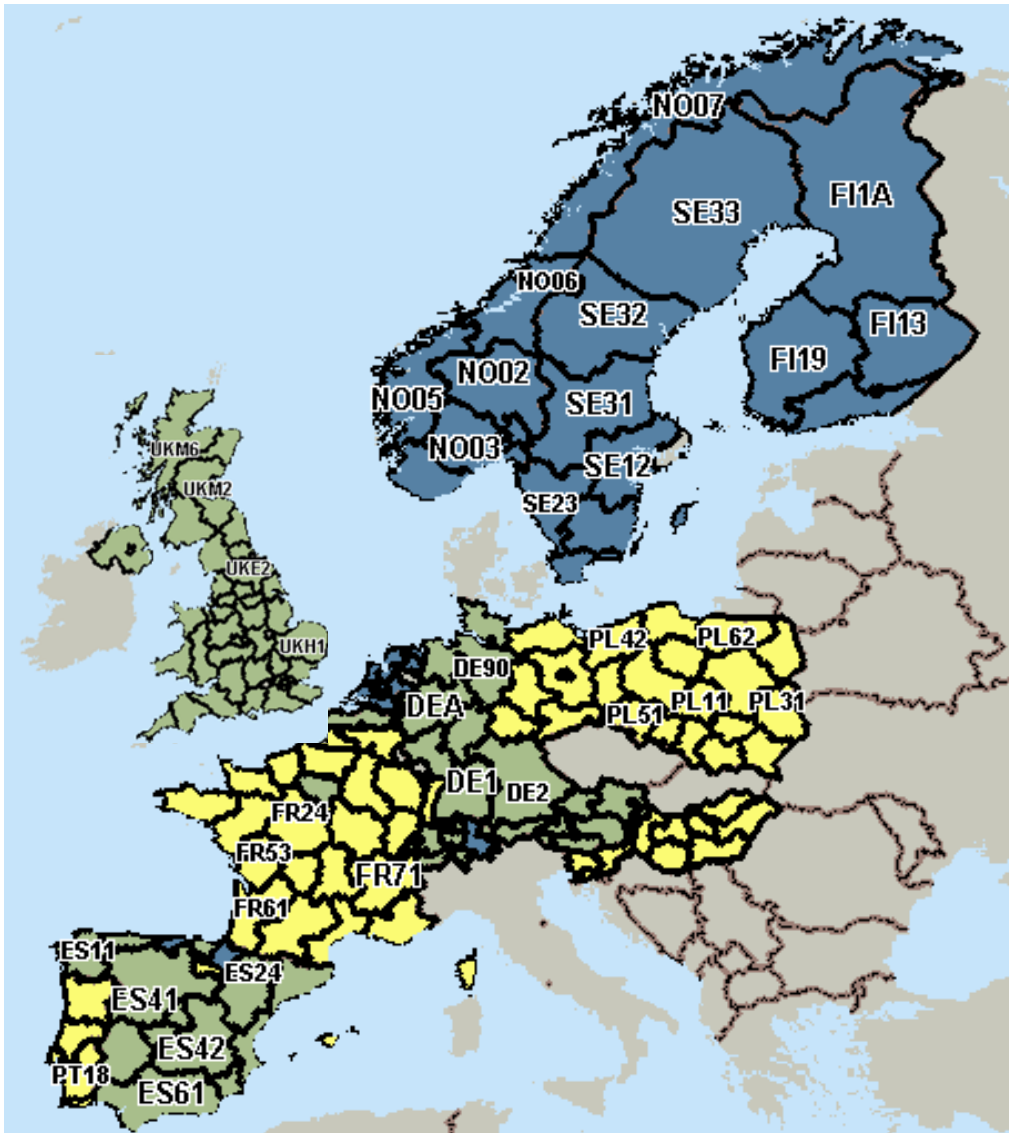 NO07
FI1A
SE33
NO06
SE32
FI13
FI19
NO02
NO05
SE31
NO03
UKM6
SE12
UKM2
SE23
UKE2
PL42
PL62
UKH1
DE90
DEA
PL11
PL31
PL51
DE1
DE2
FR24
FR53
FR71
FR61
ES11
ES24
ES41
ES42
PT18
ES61